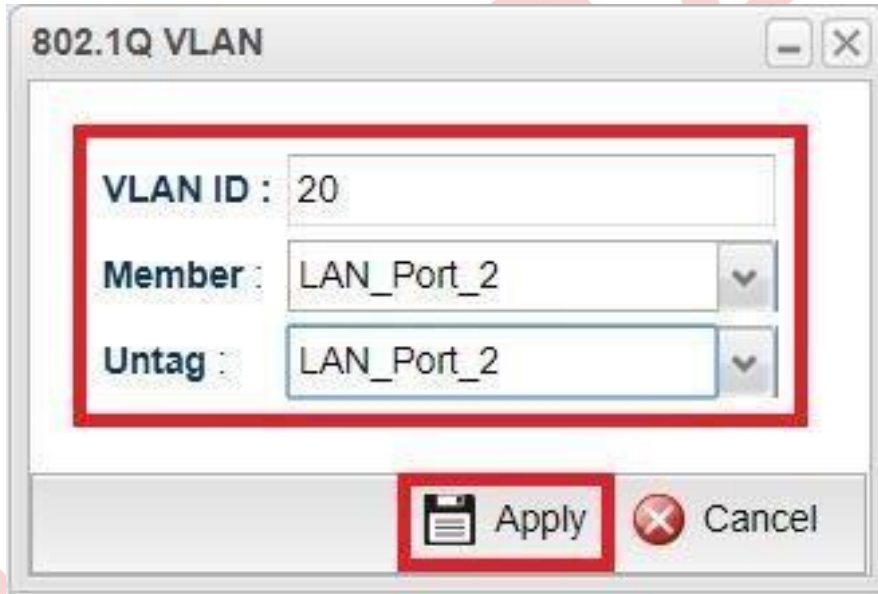 802.1Q VLAN
VLAN ID : 20
Member : LAN_Port_2
Untag : LAN_Port_2
Apply Cancel